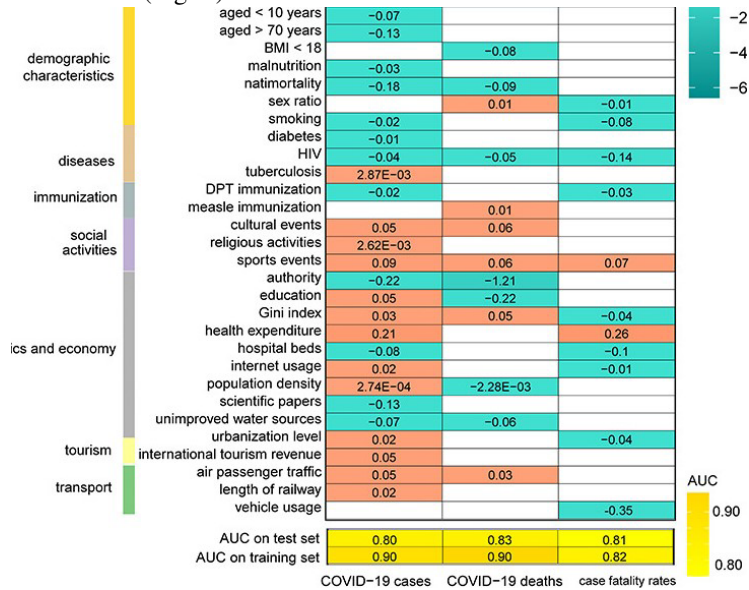 aged < 10 years −0.07
aged > 70 years −0.13
BMI < 18 −0.08
malnutrition −0.03
natimortality −0.18 −0.09
sex ratio 0.01 −0.01
smoking −0.02 −0.08
diabetes −0.01
HIV −0.04 −0.05 −0.14
tuberculosis 2.87E−03
DPT immunization −0.02 −0.03
measle immunization 0.01
cultural events 0.05 0.06
religious activities 2.62E−03
sports events 0.09 0.06 0.07
authority −0.22 −1.21
education 0.05 −0.22
Gini index 0.03 0.05 −0.04
health expenditure 0.21 0.26
hospital beds −0.08 −0.1
internet usage 0.02 −0.01
population density 2.74E−04 −2.28E−03
scientific papers −0.13
unimproved water sources −0.07 −0.06
urbanization level 0.02 −0.04
international tourism revenue 0.05
air passenger traffic 0.05 0.03
length of railway 0.02
vehicle usage -0.35
AUC on test set 0.80 0.83 0.81
AUC on training set 0.90 0.90 0.82
COVID−19 cases COVID−19 deaths case fatality rates
demographic
characteristics
diseases
immunization
social
activities
ics and economy
tourism
transport
−2
−4
−6
AUC
0.90
0.80